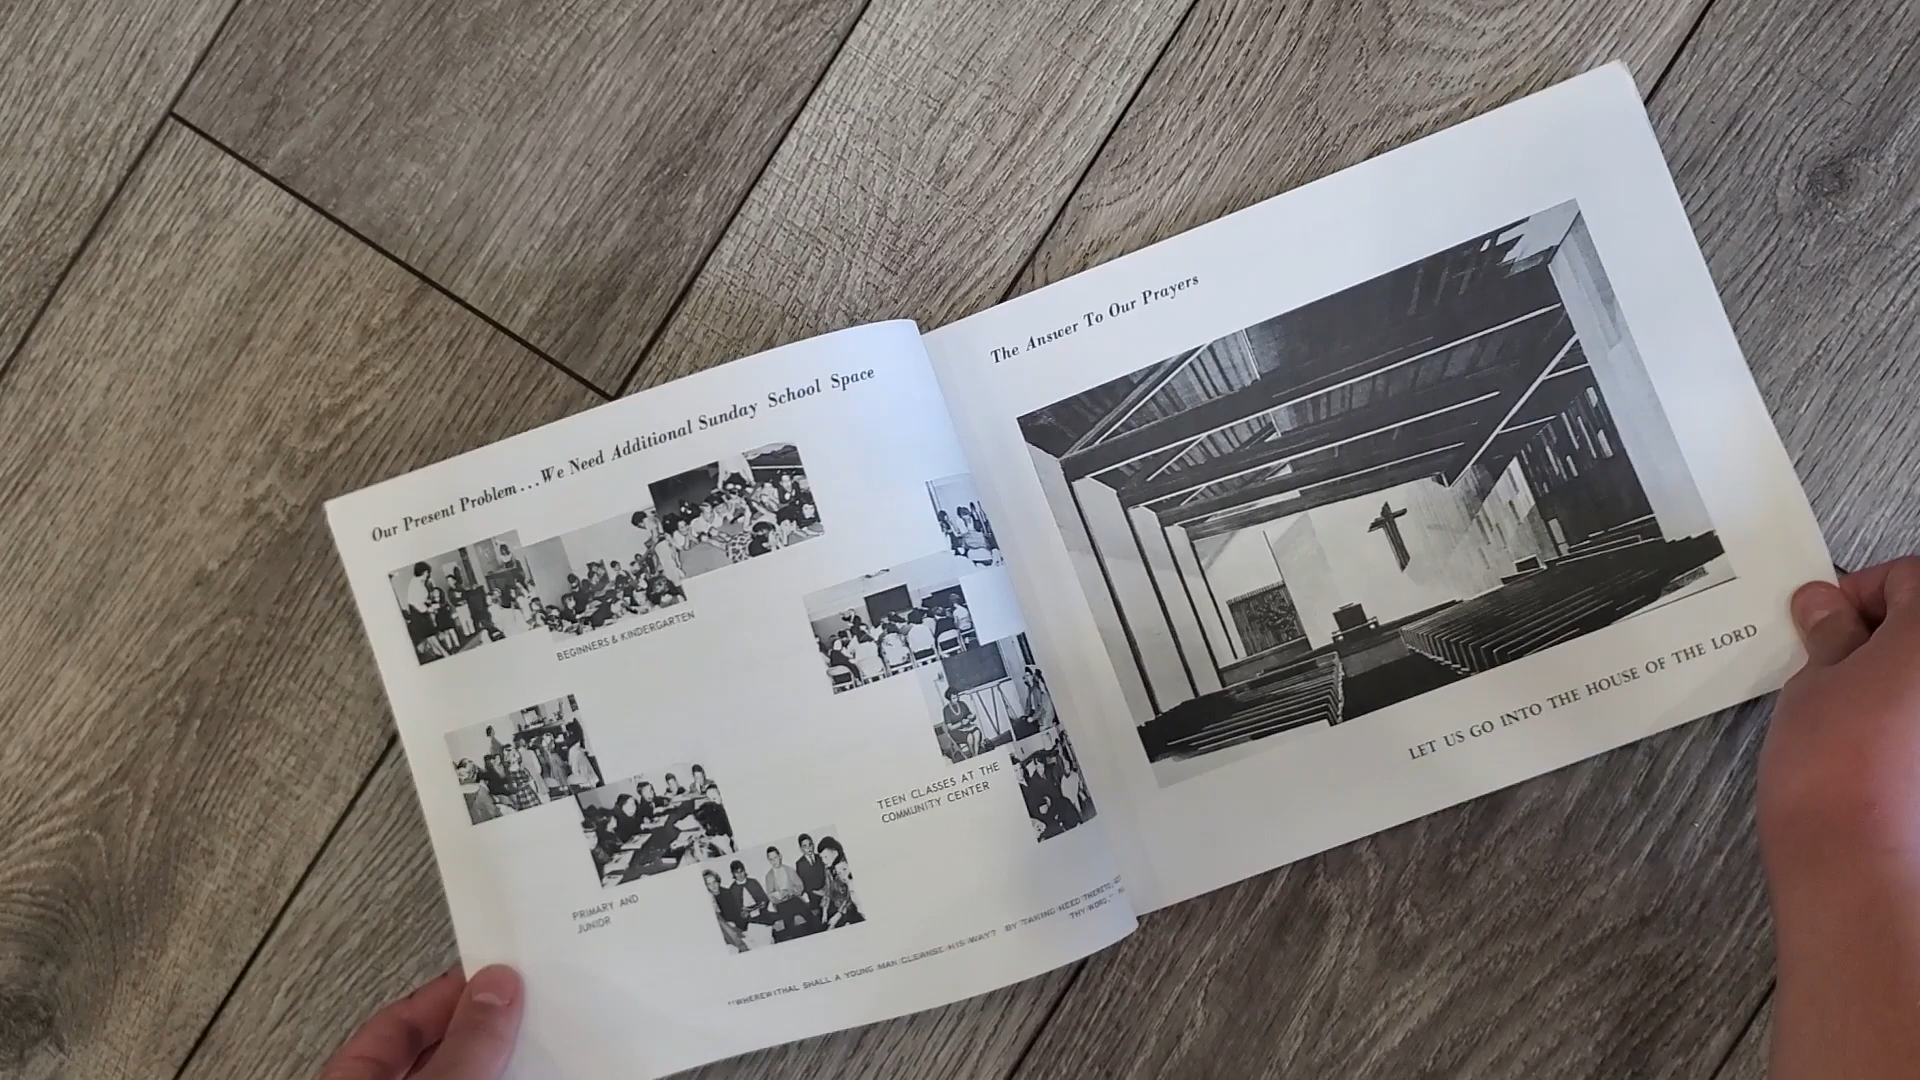 Our Present Problem...We Need Additional Sunday School Space
BEGINNERS & KINDERGARTEN
TEEN CLASSES AT THE
COMMUNITY CENTER
PRIMARY AND
JUNIOR
"WHEREWITHAL SHALL A YOUNG MAN CLEANSE HIS WAY? BY TAKING HEED THERETO
THY WORD."
The Answer To Our Prayers
LET US GO INTO THE HOUSE OF THE LORD